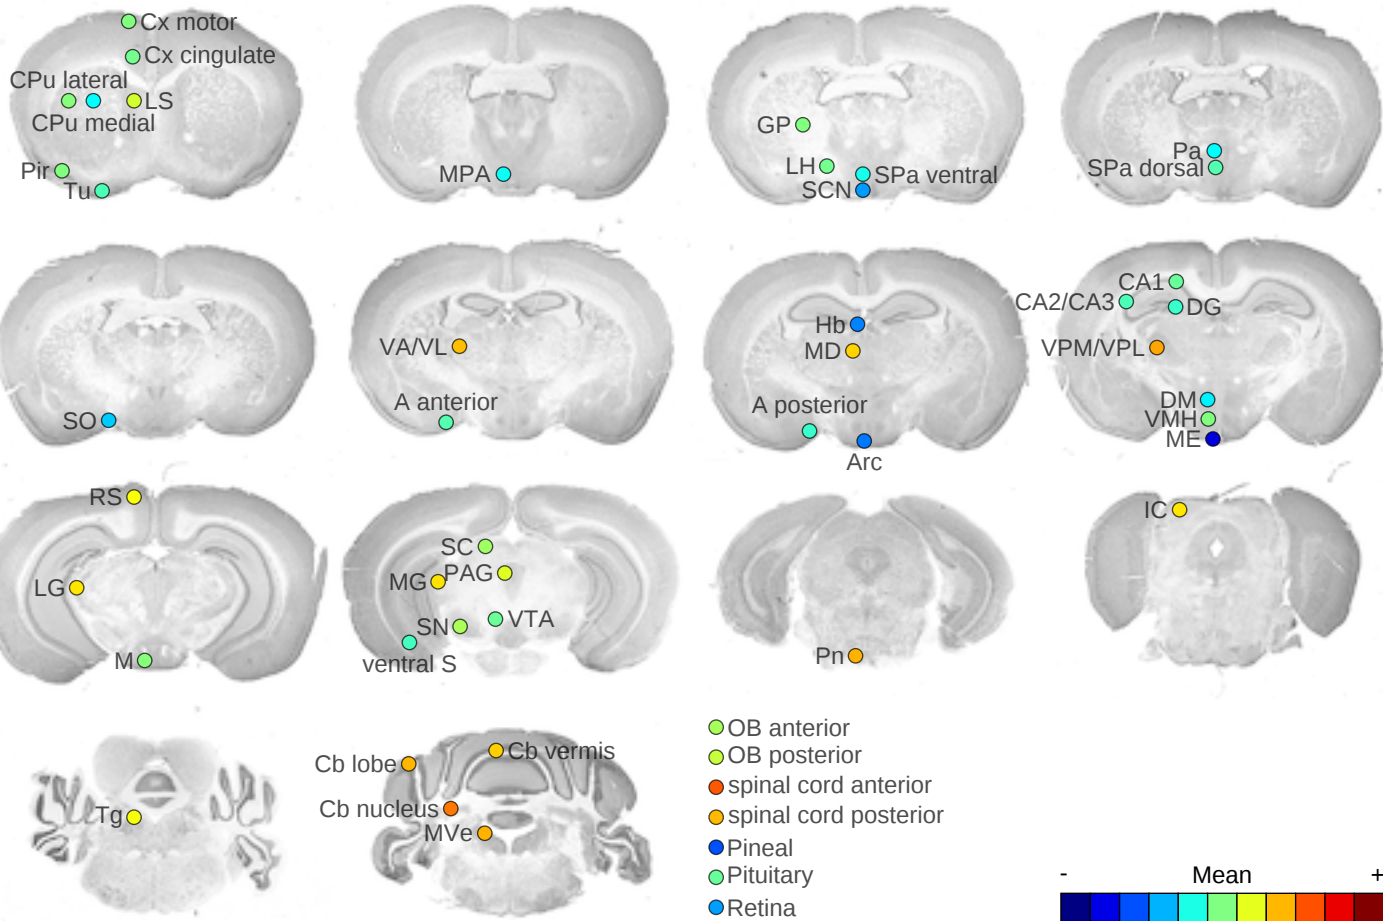 Cx motor
Cx cingulate
CPu lateral
LS
CPu medial
Pir
Tu
MPA
GP
LH
SPa ventral
SCN
Pa
SPa dorsal
SO
VA/VL
A anterior
Hb
MD
A posterior
Arc
CA1
CA2/CA3
DG
VPM/VPL
DM
VMH
ME
RS
LG
M
SC
PAG
MG
SN
VTA
ventral S
Pn
IC
Tg
Cb lobe
Cb vermis
Cb nucleus
MVe
OB anterior
OB posterior
spinal cord anterior
spinal cord posterior
Pineal
Pituitary
Retina
- Mean +